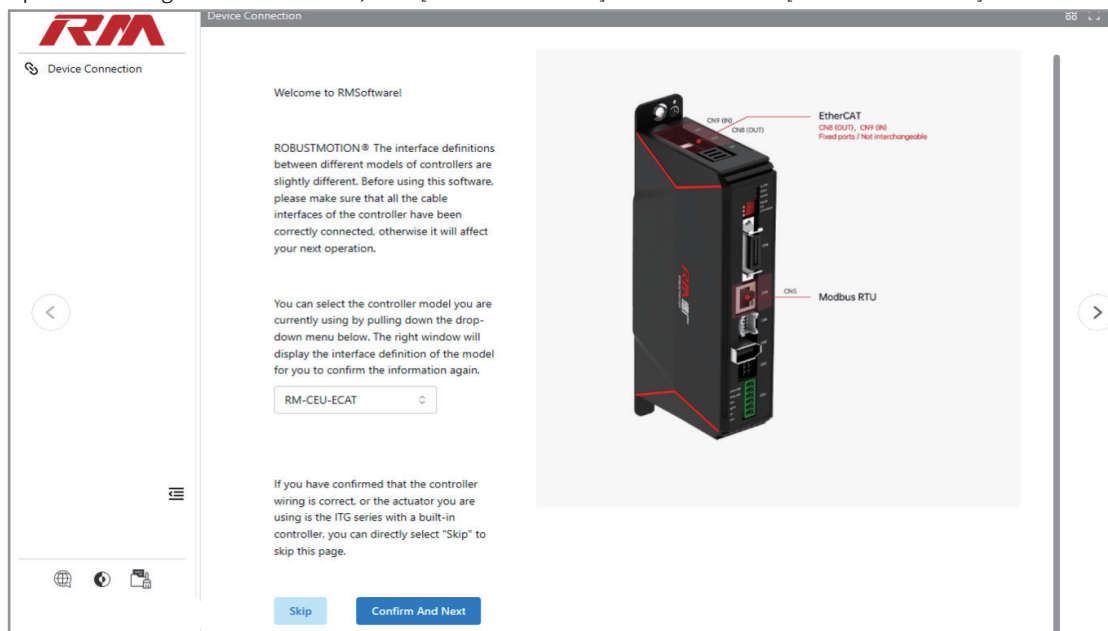 RM
Device Connection
Device Connection
Welcome to RMSoftware!
ROBUSTMOTION® The interface definitions
between different models of controllers are
slightly different. Before using this software,
please make sure that all the cable
interfaces of the controller have been
correctly connected, otherwise it will affect
your next operation.
You can select the controller model you are
currently using by pulling down the drop-
down menu below. The right window will
display the interface definition of the model
for you to confirm the information again.
RM-CEU-ECAT
If you have confirmed that the controller
wiring is correct, or the actuator you are
using is the ITG series with a built-in
controller, you can directly select "Skip" to
skip this page.
Skip
Confirm And Next
CN9 (IN)
CN8 (OUT)
EtherCAT
CN8 (OUT), CN9 (IN)
Fixed ports / Not interchangeable
CN5
Modbus RTU
RM